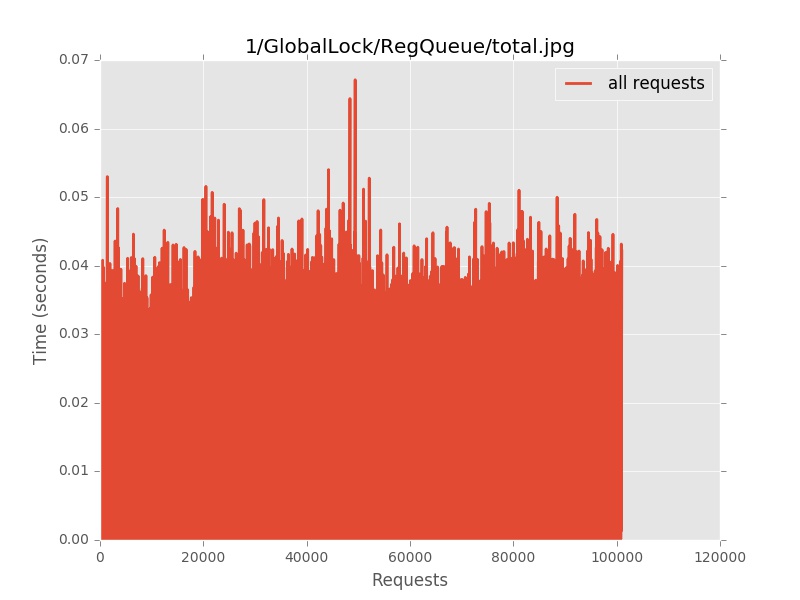 1/GlobalLock/RegQueue/total.jpg
0.07
all requests
0.06
0.05
0.04
0.03
0.02
0.01
0.00
Time (seconds)
0 20000 40000 60000 80000 100000 120000
Requests